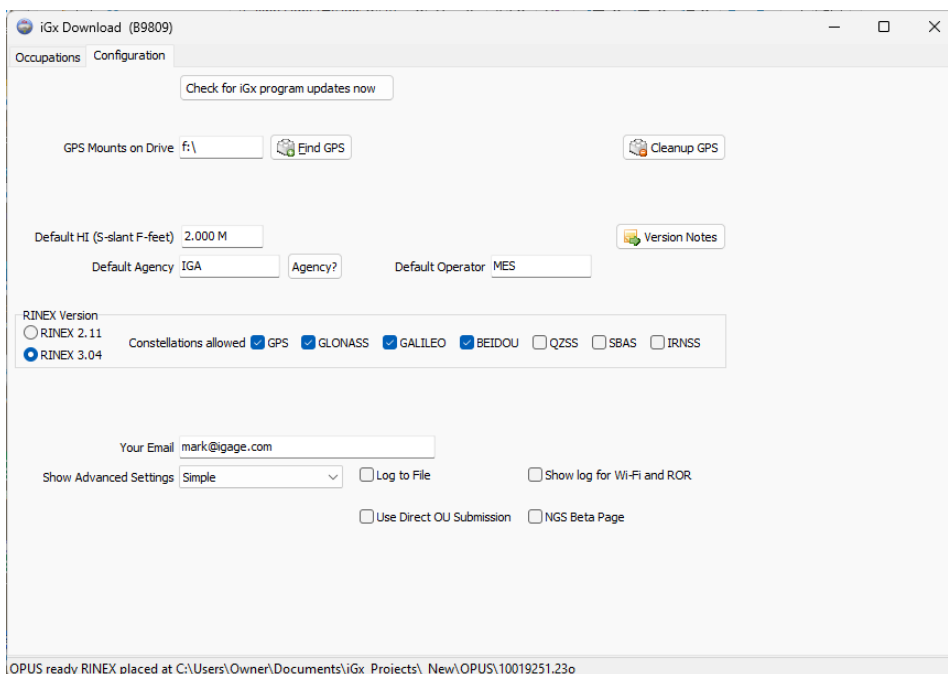 iGx Download (B9809)
Occupations Configuration
Check for iGx program updates now
GPS Mounts on Drive f:\ Find GPS Cleanup GPS
Default HI (S-slant F-feet) 2.000 M Version Notes
Default Agency IGA Agency? Default Operator MES
RINEX Version
RINEX 2.11
Constellations allowed GPS GLONASS GALILEO BEIDOU QZSS SBAS IRNSS
RINEX 3.04
Your Email mark@igage.com
Show Advanced Settings Simple Log to File Show log for Wi-Fi and ROR
Use Direct OU Submission NGS Beta Page
OPUS ready RINEX placed at C:\Users\Owner\Documents\iGx_Projects\_New\OPUS\10019251.23o